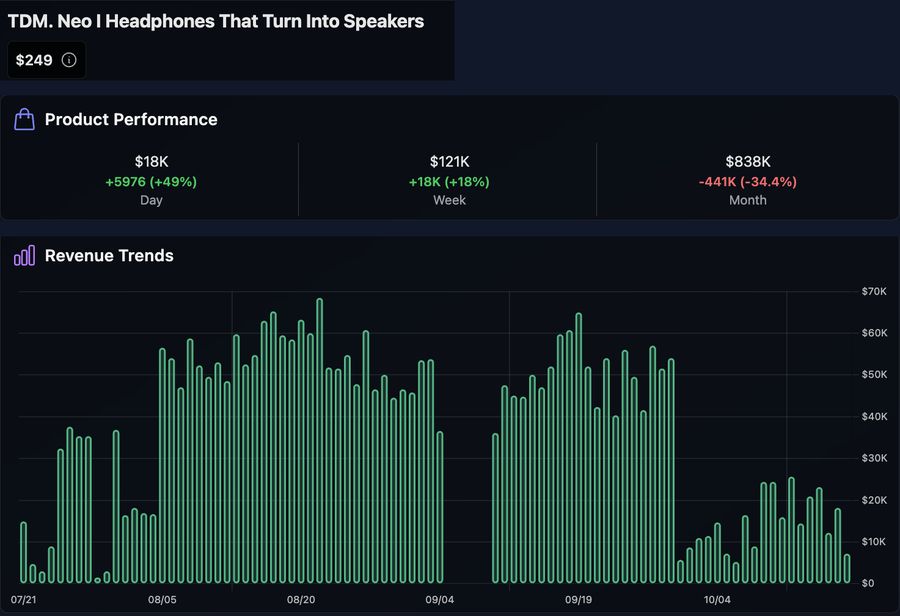 TDM. Neo I Headphones That Turn Into Speakers
$249
Product Performance
$18K
+5976 (+49%)
Day
$121K
+18K (+18%)
Week
$838K
-441K (-34.4%)
Month
Revenue Trends
$70K
$60K
$50K
$40K
$30K
$20K
$10K
$0
07/21
08/05
08/20
09/04
09/19
10/04